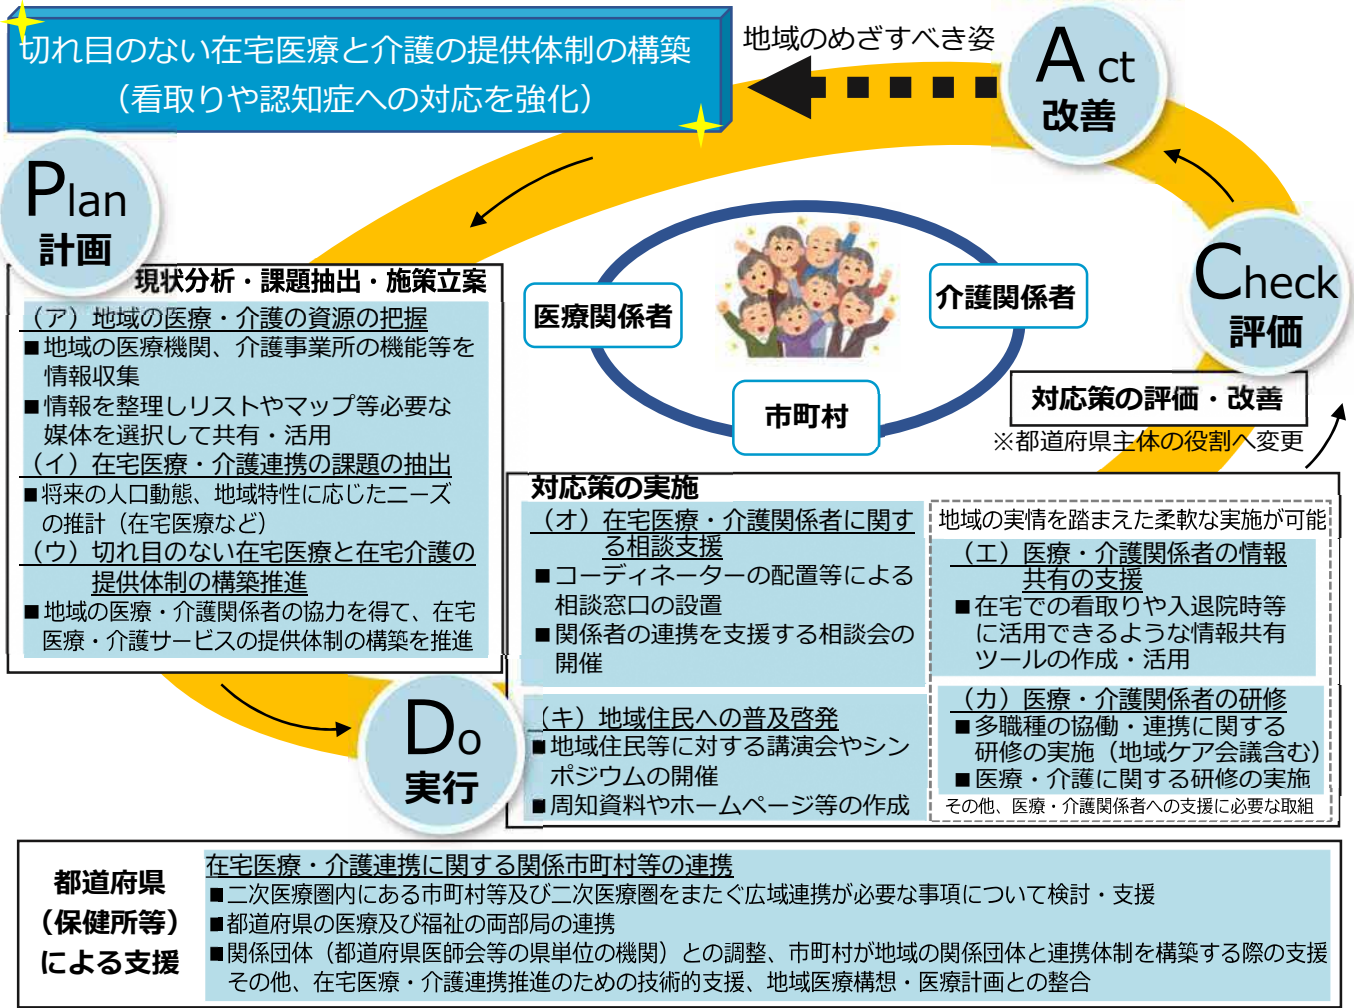 切れ目のない在宅医療と介護の提供体制の構築
（看取りや認知症への対応を強化）
地域のめざすべき姿
Act
改善
Plan
計画
Check
評価
現状分析・課題抽出・施策立案
（ア）地域の医療・介護の資源の把握
■地域の医療機関、介護事業所の機能等を
情報収集
■情報を整理しリストやマップ等必要な
媒体を選択して共有・活用
（イ）在宅医療・介護連携の課題の抽出
■将来の人口動態、地域特性に応じたニーズ
の推計（在宅医療など）
（ウ）切れ目のない在宅医療と在宅介護の
提供体制の構築推進
■地域の医療・介護関係者の協力を得て、在宅
医療・介護サービスの提供体制の構築を推進
医療関係者
介護関係者
市町村
対応策の評価・改善
※都道府県主体の役割へ変更
Do
実行
対応策の実施
（オ）在宅医療・介護関係者に関す
る相談支援
■コーディネーターの配置等による
相談窓口の設置
■関係者の連携を支援する相談会の
開催
（キ）地域住民への普及啓発
■地域住民等に対する講演会やシン
ポジウムの開催
■周知資料やホームページ等の作成
地域の実情を踏まえた柔軟な実施が可能
（エ）医療・介護関係者の情報
共有の支援
■在宅での看取りや入退院時等
に活用できるような情報共有
ツールの作成・活用
（カ）医療・介護関係者の研修
■多職種の協働・連携に関する
研修の実施（地域ケア会議含む）
■医療・介護に関する研修の実施
その他、医療・介護関係者への支援に必要な取組
都道府県
（保健所等）
による支援
在宅医療・介護連携に関する関係市町村等の連携
■二次医療圏内にある市町村等及び二次医療圏をまたぐ広域連携が必要な事項について検討・支援
■都道府県の医療及び福祉の両部局の連携
■関係団体（都道府県医師会等の県単位の機関）との調整、市町村が地域の関係団体と連携体制を構築する際の支援
その他、在宅医療・介護連携推進のための技術的支援、地域医療構想・医療計画との整合